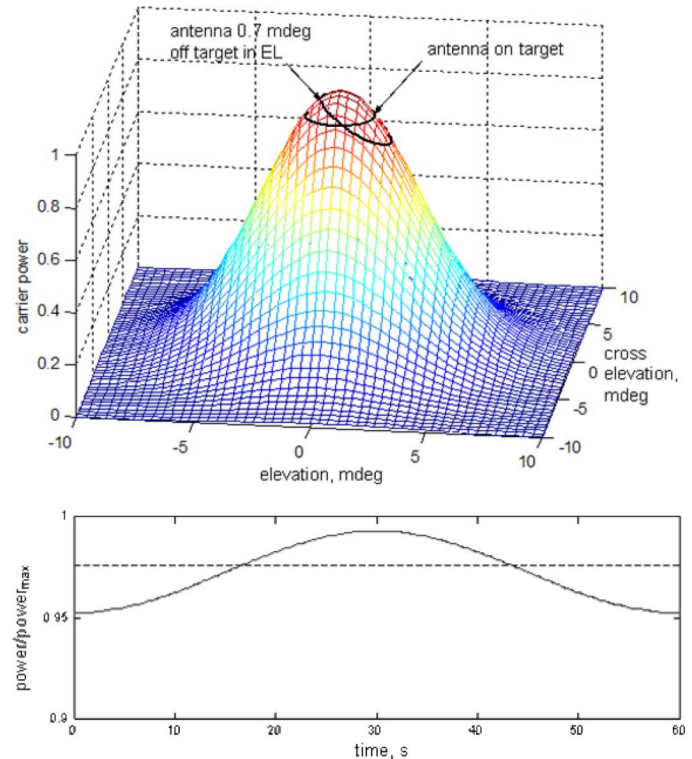 antenna 0.7 mdeg
off target in EL
antenna on target
1
0.8
0.6
0.4
0.2
0
carrier power
-10
-5
0
5
10
elevation, mdeg
10
5
0
-5
-10
cross
elevation,
mdeg
1
0.95
0.9
power/power max
0
10
20
30
40
50
60
time, s